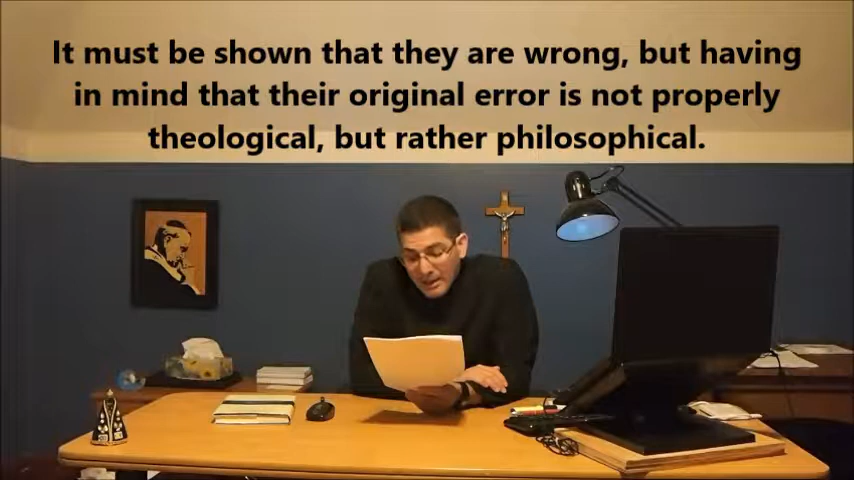 It must be shown that they are wrong, but having
in mind that their original error is not properly
theological, but rather philosophical.